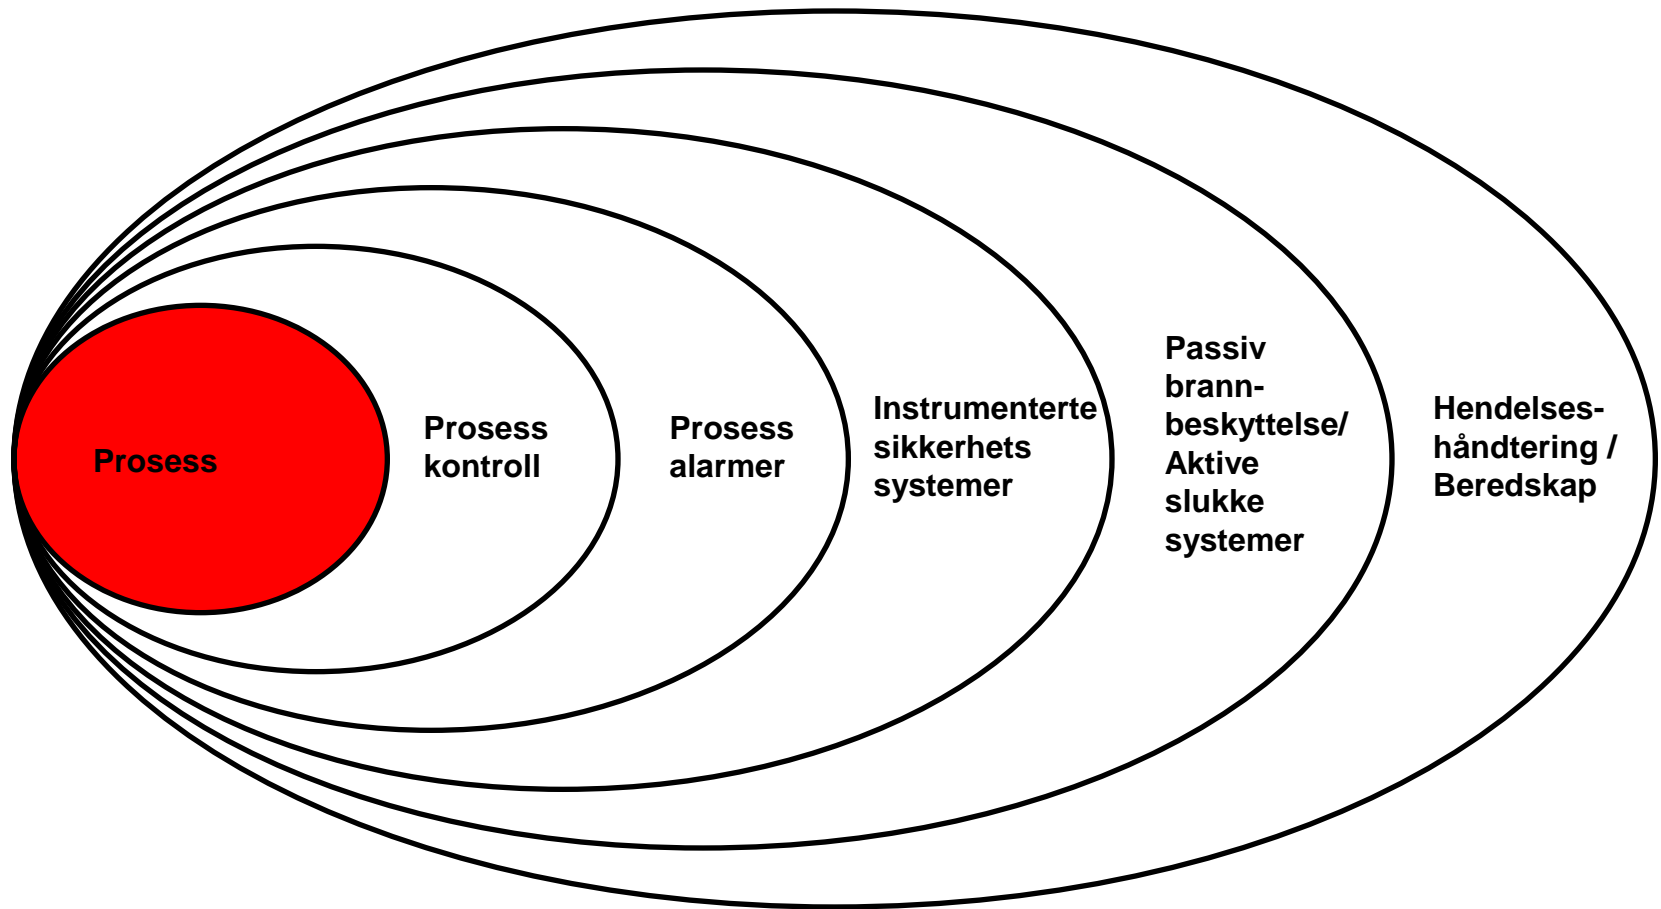 Prosess
Prosess
kontroll
Prosess
alarmer
Instrumenterte
sikkerhets
systemer
Passiv
brann-
beskyttelse/
Aktive
slukke
systemer
Hendelses-
håndtering /
Beredskap